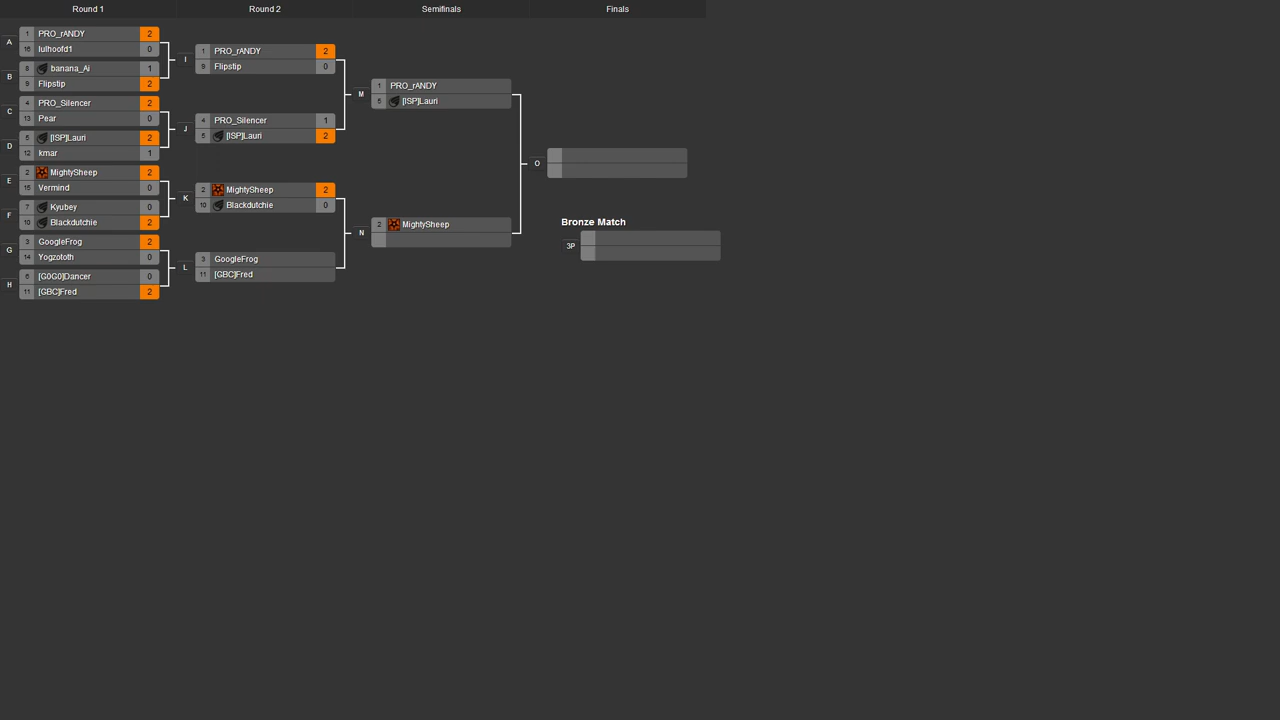 Round 1
Round 2
Semifinals
Finals
A
1 PRO_rANDY 2
16 lulhoofd1 0
B
8 banana_Ai 1
9 Flipstip 2
C
4 PRO_Silencer 2
13 Pear 0
D
5 [ISP]Lauri 2
12 kmar 1
E
2 MightySheep 2
15 Vermind 0
F
7 Kyubey 0
10 Blackdutchie 2
G
3 GoogleFrog 2
14 Yogzototh 0
H
6 [G0G0]Dancer 0
11 [GBC]Fred 2
I
1 PRO_rANDY 2
9 Flipstip 0
J
4 PRO_Silencer 1
5 [ISP]Lauri 2
K
2 MightySheep 2
10 Blackdutchie 0
L
3 GoogleFrog
11 [GBC]Fred
M
1 PRO_rANDY
5 [ISP]Lauri
N
2 MightySheep
O
Bronze Match
3P